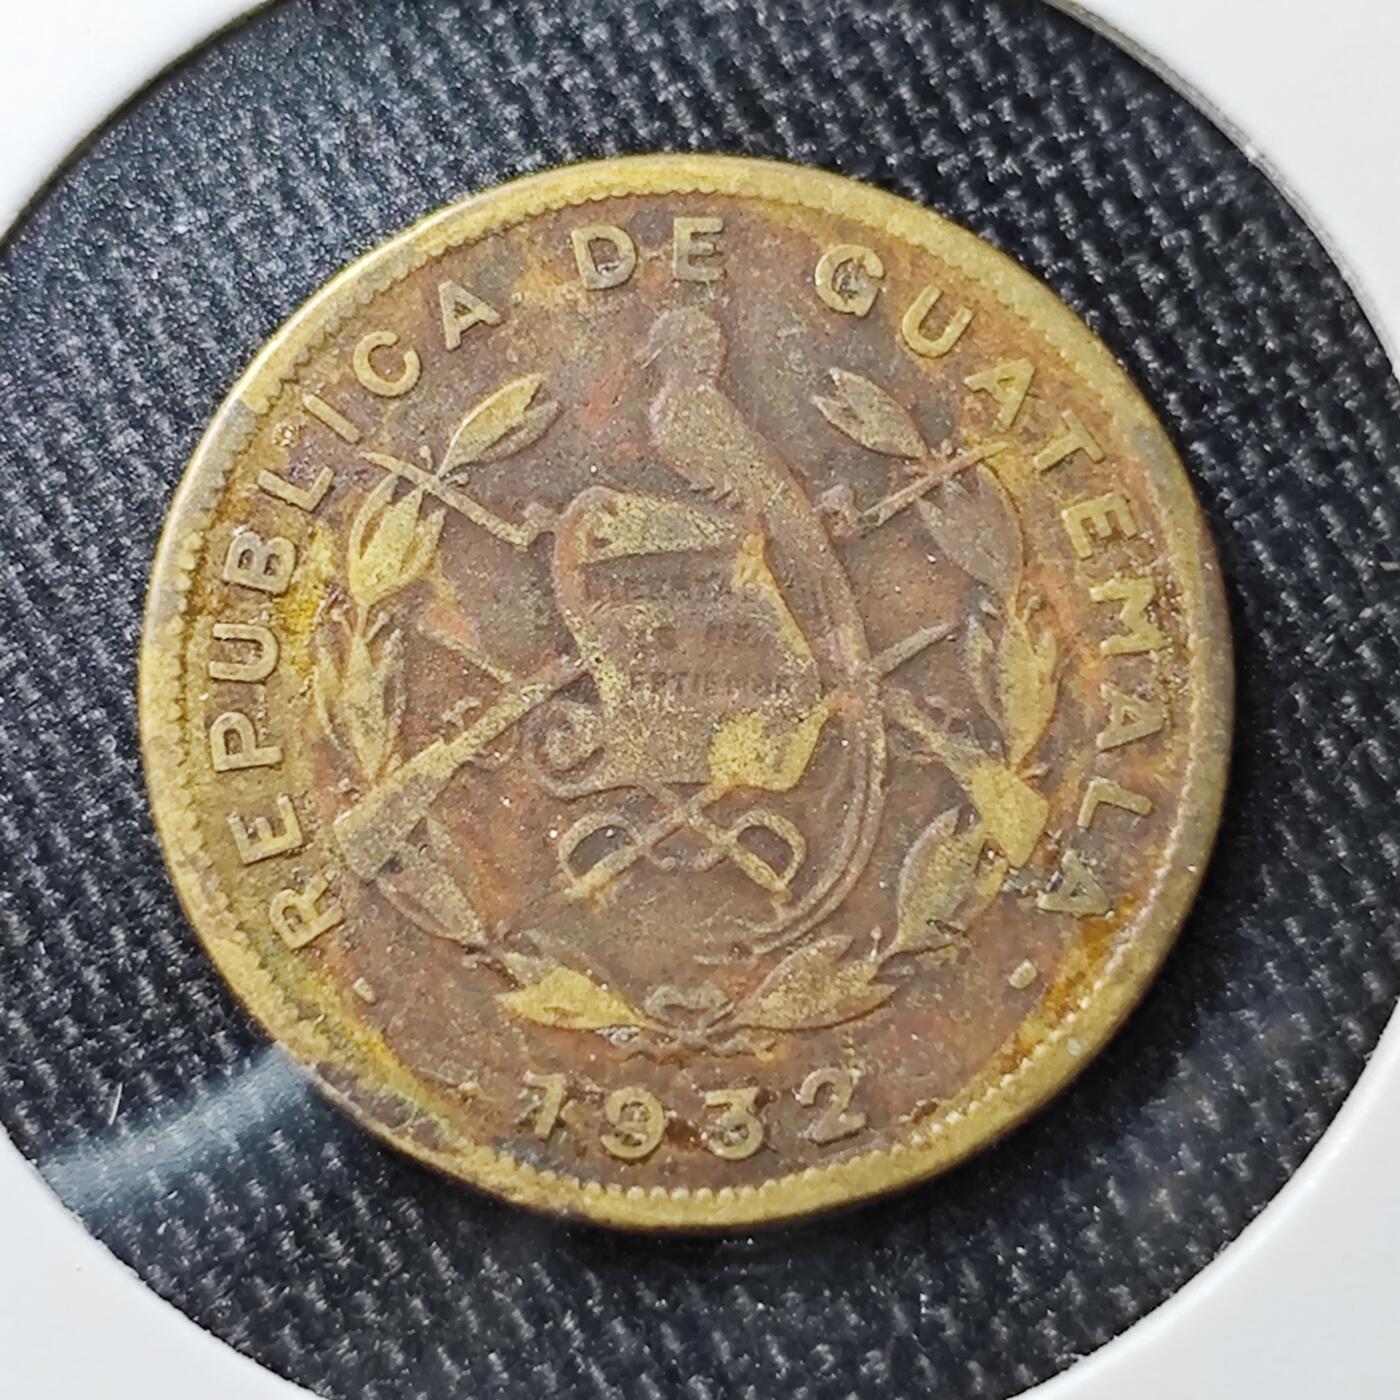 REPUBLICA DE GUATEMALA
1932